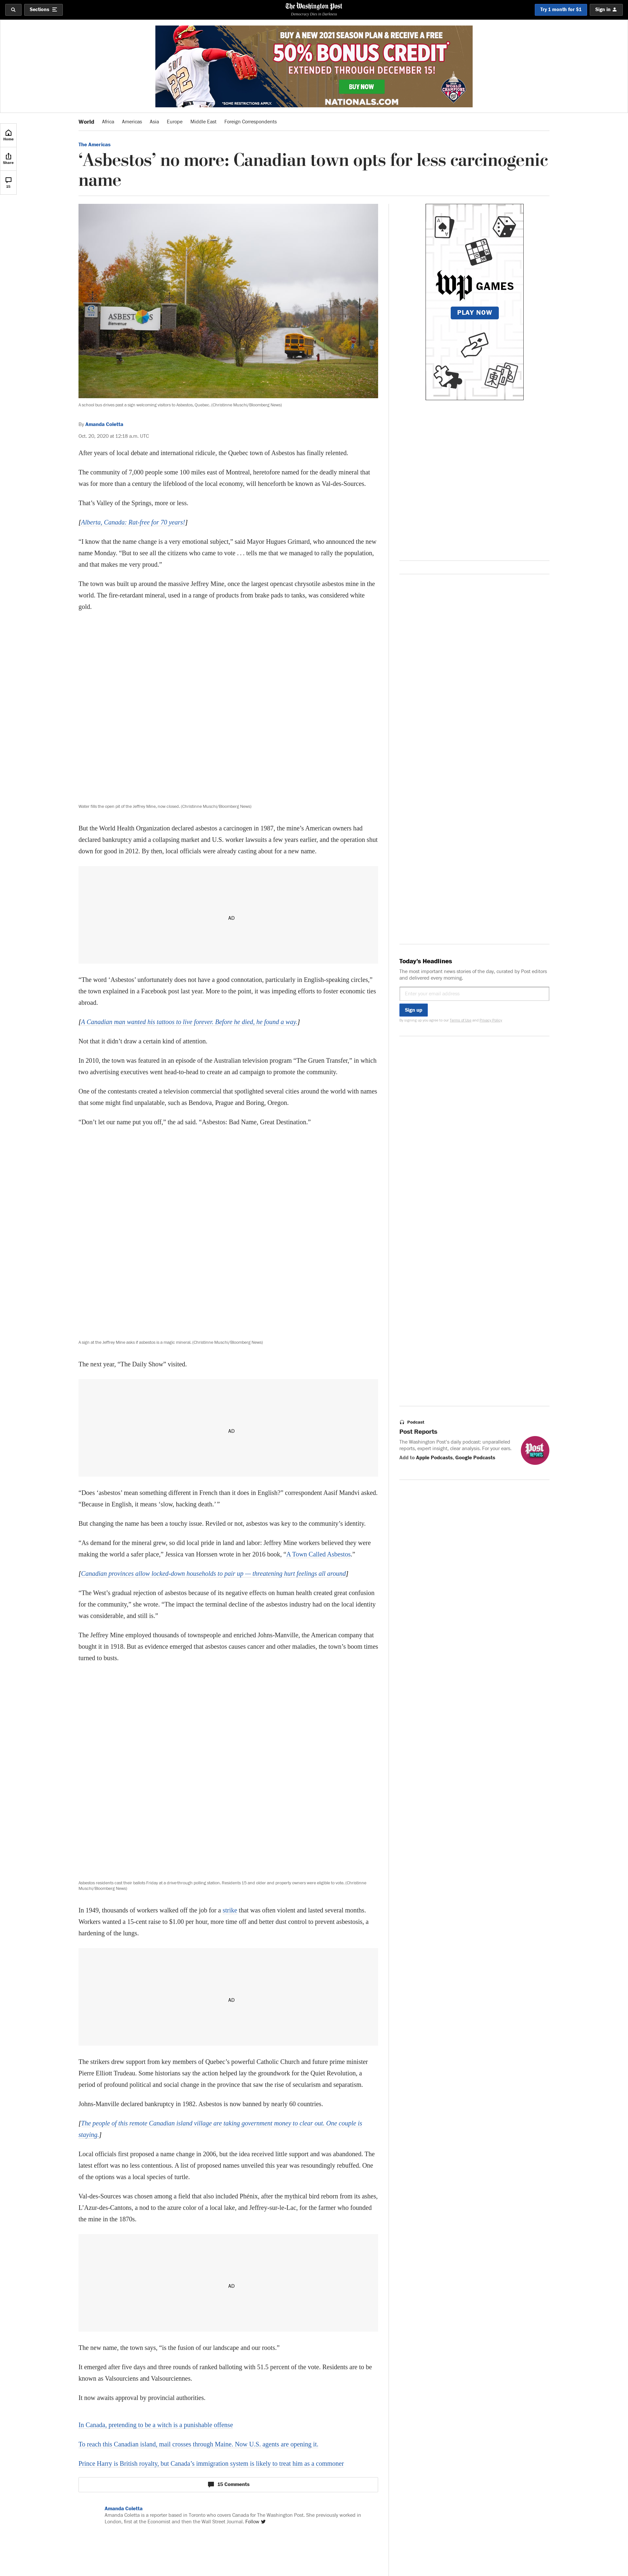 Sections
The Washington Post
Democracy Dies in Darkness
Try 1 month for $1
Sign in
BUY A NEW 2021 SEASON PLAN & RECEIVE A FREE
50% BONUS CREDIT*
EXTENDED THROUGH DECEMBER 15!
BUY NOW
*SOME RESTRICTIONS APPLY.
NATIONALS.COM
World
Africa
Americas
Asia
Europe
Middle East
Foreign Correspondents
Home
Share
15
The Americas
‘Asbestos’ no more: Canadian town opts for less carcinogenic
name
ASBESTOS
Bienvenue
A school bus drives past a sign welcoming visitors to Asbestos, Quebec. (Christinne Muschi/Bloomberg News)
By Amanda Coletta
Oct. 20, 2020 at 12:18 a.m. UTC
After years of local debate and international ridicule, the Quebec town of Asbestos has finally relented.
The community of 7,000 people some 100 miles east of Montreal, heretofore named for the deadly mineral that
was for more than a century the lifeblood of the local economy, will henceforth be known as Val-des-Sources.
That’s Valley of the Springs, more or less.
[Alberta, Canada: Rat-free for 70 years!]
“I know that the name change is a very emotional subject,” said Mayor Hugues Grimard, who announced the new
name Monday. “But to see all the citizens who came to vote . . . tells me that we managed to rally the population,
and that makes me very proud.”
The town was built up around the massive Jeffrey Mine, once the largest opencast chrysotile asbestos mine in the
world. The fire-retardant mineral, used in a range of products from brake pads to tanks, was considered white
gold.
wp GAMES
PLAY NOW
Water fills the open pit of the Jeffrey Mine, now closed. (Christinne Muschi/Bloomberg News)
But the World Health Organization declared asbestos a carcinogen in 1987, the mine’s American owners had
declared bankruptcy amid a collapsing market and U.S. worker lawsuits a few years earlier, and the operation shut
down for good in 2012. By then, local officials were already casting about for a new name.
AD
“The word ‘Asbestos’ unfortunately does not have a good connotation, particularly in English-speaking circles,”
the town explained in a Facebook post last year. More to the point, it was impeding efforts to foster economic ties
abroad.
[A Canadian man wanted his tattoos to live forever. Before he died, he found a way.]
Not that it didn’t draw a certain kind of attention.
In 2010, the town was featured in an episode of the Australian television program “The Gruen Transfer,” in which
two advertising executives went head-to-head to create an ad campaign to promote the community.
One of the contestants created a television commercial that spotlighted several cities around the world with names
that some might find unpalatable, such as Bendova, Prague and Boring, Oregon.
“Don’t let our name put you off,” the ad said. “Asbestos: Bad Name, Great Destination.”
Today’s Headlines
The most important news stories of the day, curated by Post editors
and delivered every morning.
Enter your email address
Sign up
By signing up you agree to our Terms of Use and Privacy Policy
A sign at the Jeffrey Mine asks if asbestos is a magic mineral. (Christinne Muschi/Bloomberg News)
The next year, “The Daily Show” visited.
AD
“Does ‘asbestos’ mean something different in French than it does in English?” correspondent Aasif Mandvi asked.
“Because in English, it means ‘slow, hacking death.’ ”
But changing the name has been a touchy issue. Reviled or not, asbestos was key to the community’s identity.
“As demand for the mineral grew, so did local pride in land and labor: Jeffrey Mine workers believed they were
making the world a safer place,” Jessica van Horssen wrote in her 2016 book, “A Town Called Asbestos.”
[Canadian provinces allow locked-down households to pair up — threatening hurt feelings all around]
“The West’s gradual rejection of asbestos because of its negative effects on human health created great confusion
for the community,” she wrote. “The impact the terminal decline of the asbestos industry had on the local identity
was considerable, and still is.”
The Jeffrey Mine employed thousands of townspeople and enriched Johns-Manville, the American company that
bought it in 1918. But as evidence emerged that asbestos causes cancer and other maladies, the town’s boom times
turned to busts.
Podcast
Post Reports
The Washington Post’s daily podcast: unparalleled
reports, expert insight, clear analysis. For your ears.
Add to Apple Podcasts, Google Podcasts
Post
REPORTS
Asbestos residents cast their ballots Friday at a drive-through polling station. Residents 15 and older and property owners were eligible to vote. (Christinne
Muschi/Bloomberg News)
In 1949, thousands of workers walked off the job for a strike that was often violent and lasted several months.
Workers wanted a 15-cent raise to $1.00 per hour, more time off and better dust control to prevent asbestosis, a
hardening of the lungs.
AD
The strikers drew support from key members of Quebec’s powerful Catholic Church and future prime minister
Pierre Elliott Trudeau. Some historians say the action helped lay the groundwork for the Quiet Revolution, a
period of profound political and social change in the province that saw the rise of secularism and separatism.
Johns-Manville declared bankruptcy in 1982. Asbestos is now banned by nearly 60 countries.
[The people of this remote Canadian island village are taking government money to clear out. One couple is
staying.]
Local officials first proposed a name change in 2006, but the idea received little support and was abandoned. The
latest effort was no less contentious. A list of proposed names unveiled this year was resoundingly rebuffed. One
of the options was a local species of turtle.
Val-des-Sources was chosen among a field that also included Phénix, after the mythical bird reborn from its ashes,
L’Azur-des-Cantons, a nod to the azure color of a local lake, and Jeffrey-sur-le-Lac, for the farmer who founded
the mine in the 1870s.
AD
The new name, the town says, “is the fusion of our landscape and our roots.”
It emerged after five days and three rounds of ranked balloting with 51.5 percent of the vote. Residents are to be
known as Valsourciens and Valsourciennes.
It now awaits approval by provincial authorities.
In Canada, pretending to be a witch is a punishable offense
To reach this Canadian island, mail crosses through Maine. Now U.S. agents are opening it.
Prince Harry is British royalty, but Canada’s immigration system is likely to treat him as a commoner
15 Comments
Amanda Coletta
Amanda Coletta is a reporter based in Toronto who covers Canada for The Washington Post. She previously worked in
London, first at the Economist and then the Wall Street Journal. Follow